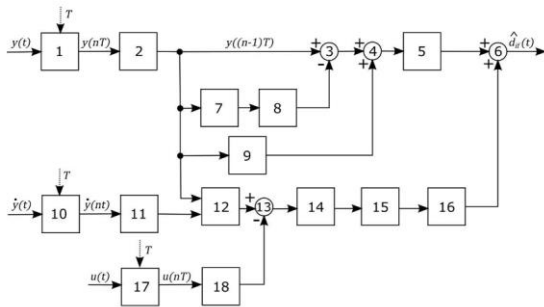 T
y(t) 1 y(nT) 2 y((n-1)T) + 3 + 4 5 + 6 d̂d(t)
- + +
7 8
9
T
ẏ(t) 10 ẏ(nt) 11 12 + 13 14 15 16
-
T
u(t) 17 u(nT) 18